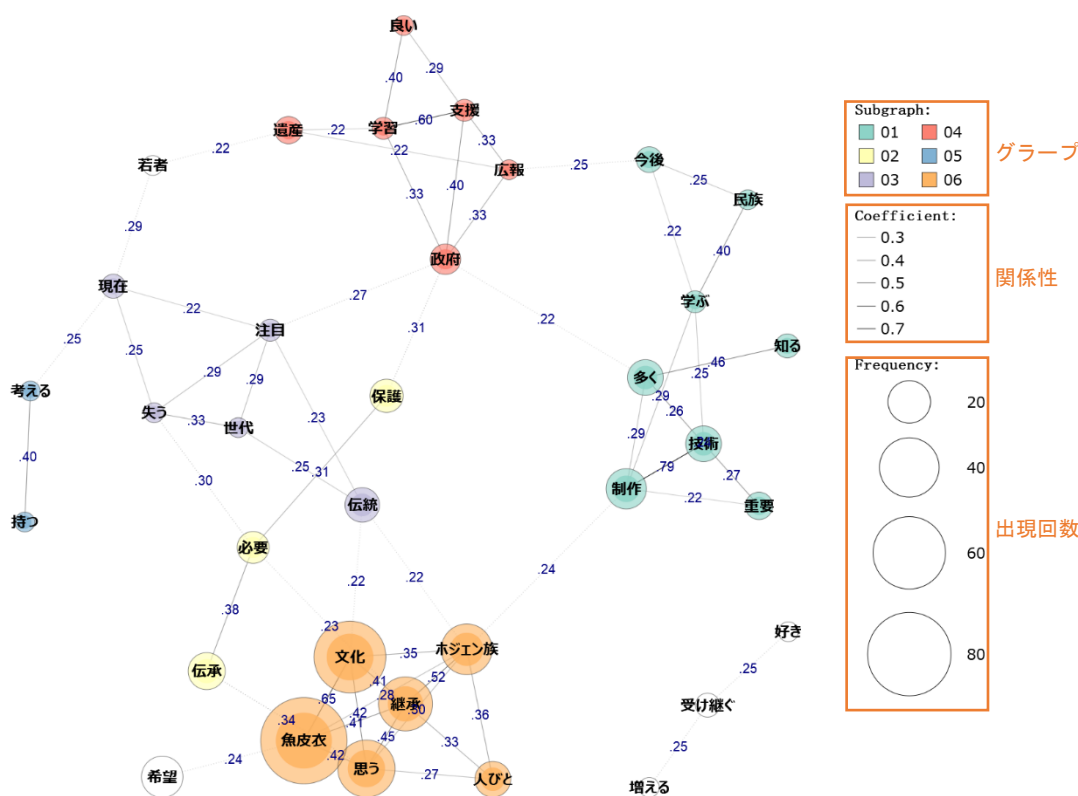 良い
.40
.29
支援
遺産
.22
学習
.60
.33
.22
広報
.25
若者
.22
今後
.25
民族
.33
.40
.33
.22
.40
.29
政府
学ぶ
現在
.27
.22
注目
.31
.22
知る
.46
.25
.25
多く
.25
.29
.29
保護
.29
.26
考える
失う
.33
世代
.23
.29
技術
.40
.25
.79
.27
.30
.31
制作
.22
重要
伝統
持つ
必要
.22
.22
.24
.38
.23
好き
文化
.35
ホジェン族
.25
伝承
.41
.52
.28
.65
継承
.50
.36
受け継ぐ
.34
.42
.41
魚皮衣
.45
.33
.25
希望
.24
.42
思う
.27
人びと
増える
Subgraph:
01 04
02 05
03 06
グラープ
Coefficient:
0.3
0.4
0.5
0.6
0.7
関係性
Frequency:
20
40
60
80
出現回数